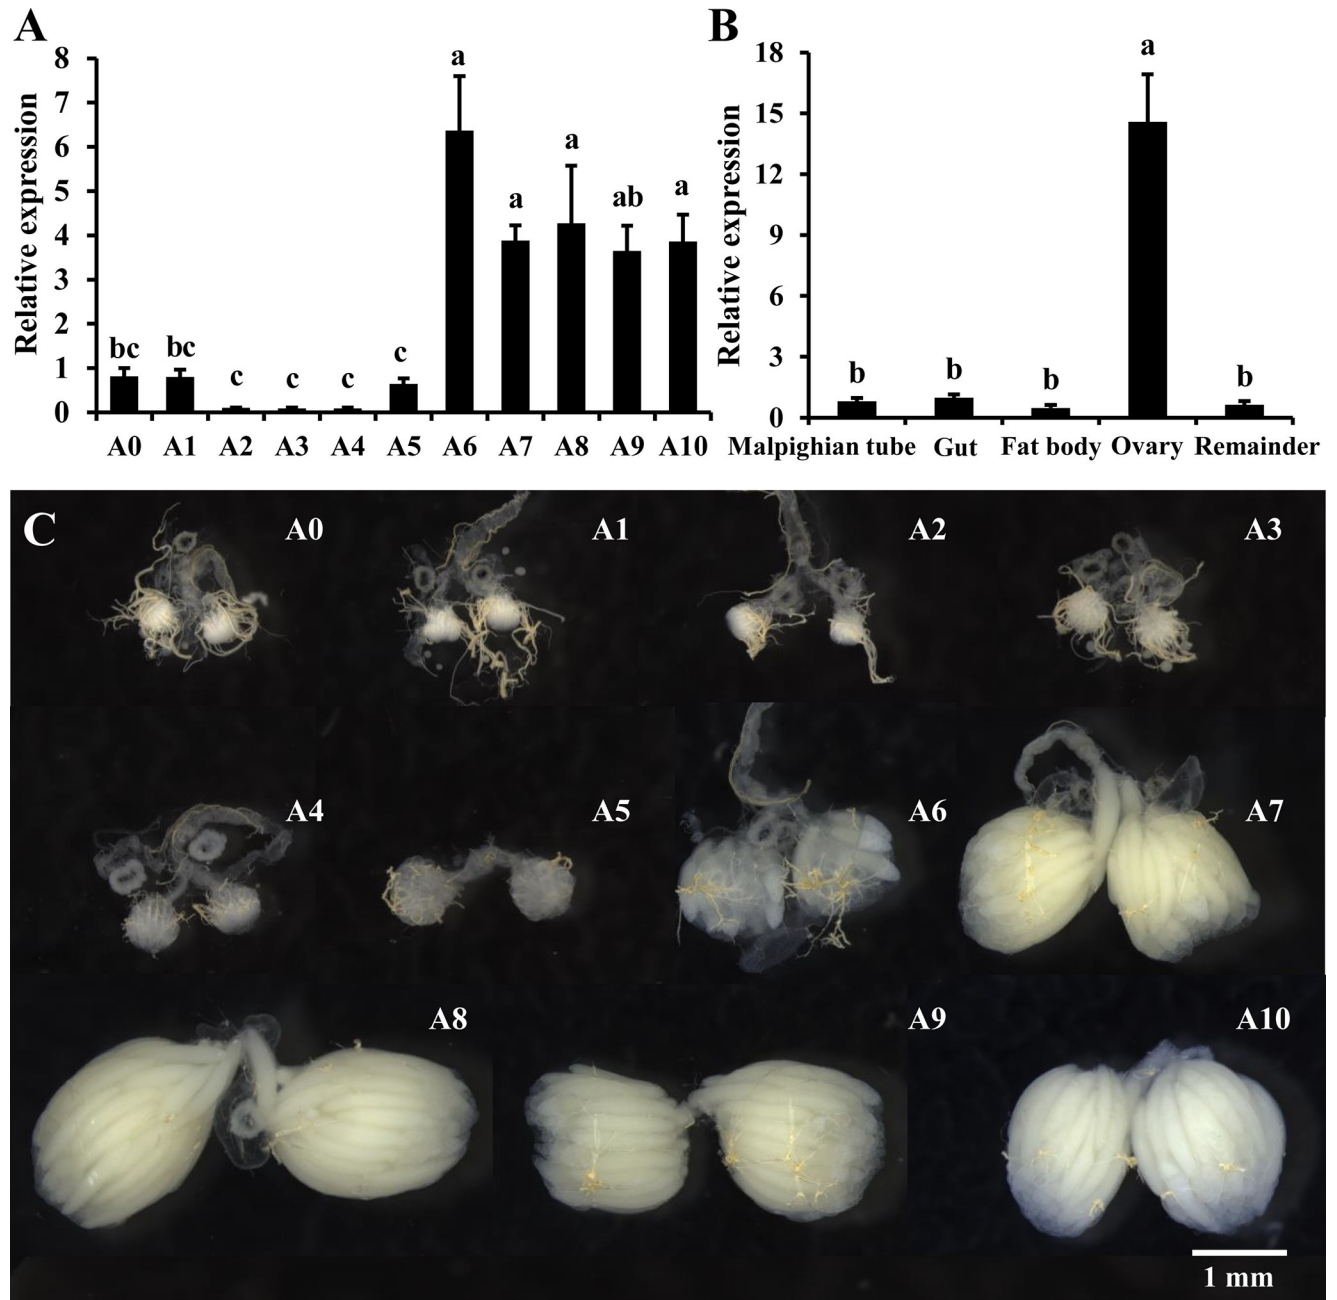 A
Relative expression
8
7
6
5
4
3
2
1
0
bc
bc
c
c
c
c
a
a
a
ab
a
A0 A1 A2 A3 A4 A5 A6 A7 A8 A9 A10
B
Relative expression
18
15
12
9
6
3
0
b
b
b
a
b
Malpighian tube Gut Fat body Ovary Remainder
C
A0
A1
A2
A3
A4
A5
A6
A7
A8
A9
A10
1 mm